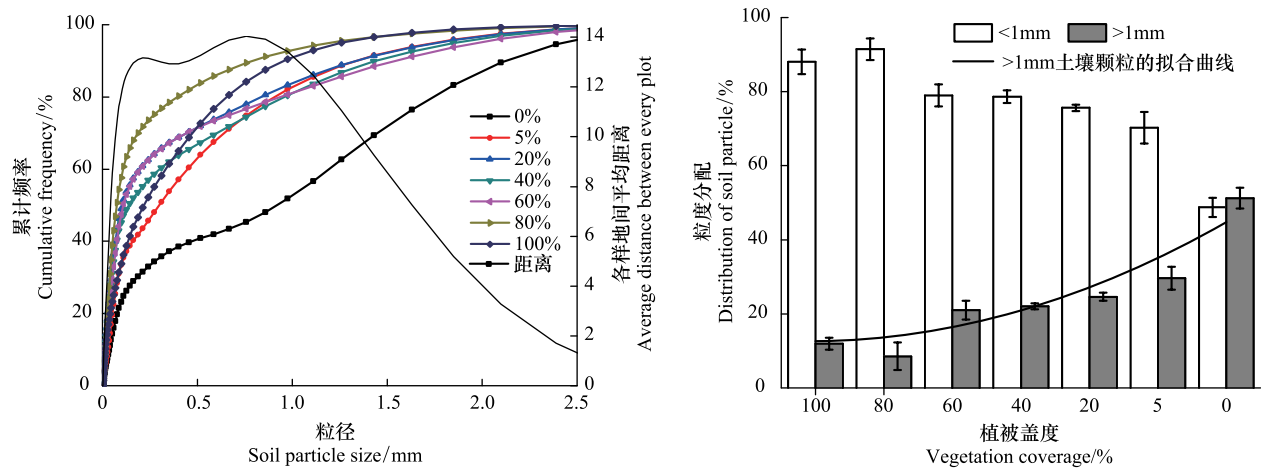 100
80
60
40
20
0
累计频率
Cumulative frequency/%
0
0.5
1.0
1.5
2.0
2.5
粒径
Soil particle size/mm
14
12
10
8
6
4
2
0
各样地间平均距离
Average distance between every plot
0%
5%
20%
40%
60%
80%
100%
距离
100
80
60
40
20
0
粒度分配
Distribution of soil particle/%
<1mm
>1mm
>1mm土壤颗粒的拟合曲线
100
80
60
40
20
5
0
植被盖度
Vegetation coverage/%